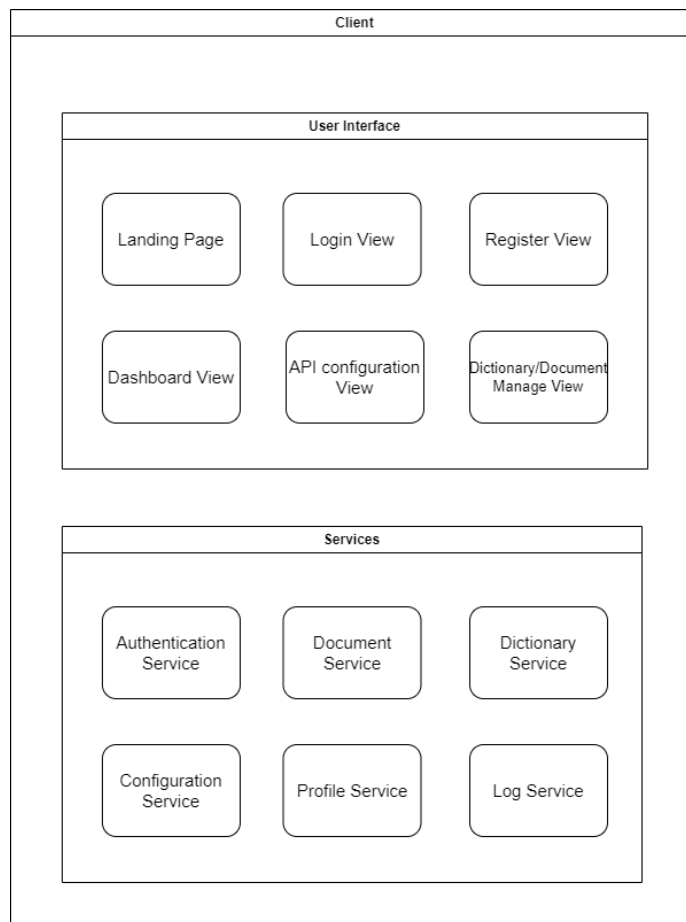 Client
User Interface
Landing Page
Login View
Register View
Dashboard View
API configuration
View
Dictionary/Document
Manage View
Services
Authentication
Service
Document
Service
Dictionary
Service
Configuration
Service
Profile Service
Log Service